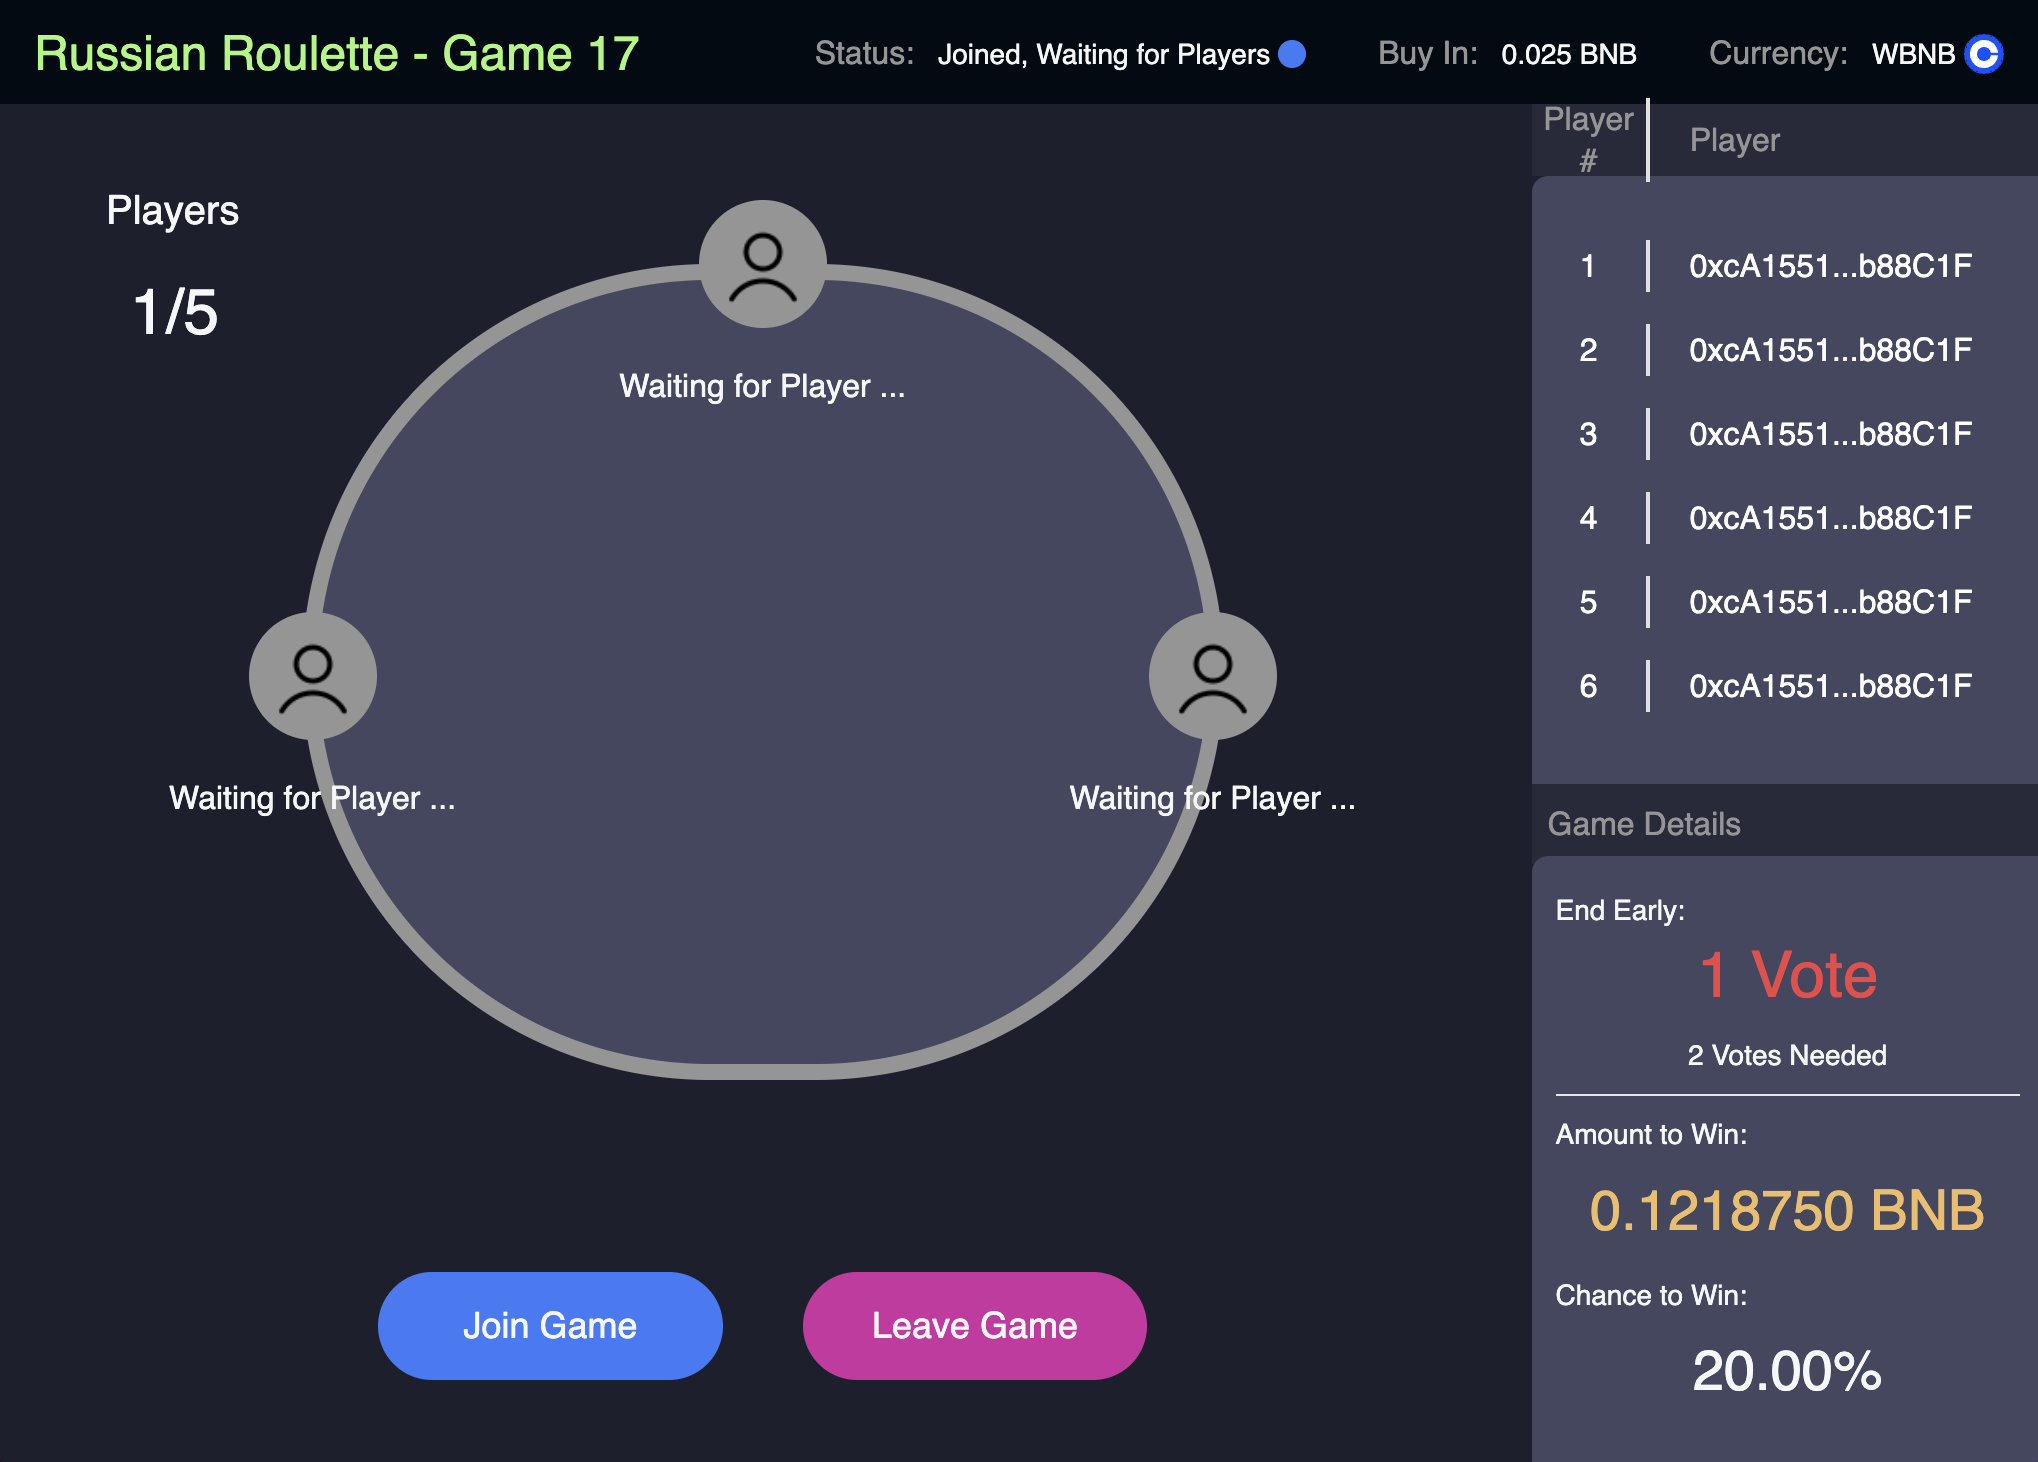 Russian Roulette - Game 17
Status: Joined, Waiting for Players
Buy In: 0.025 BNB
Currency: WBNB
Players
1/5
Waiting for Player ...
Waiting for Player ...
Waiting for Player ...
Join Game
Leave Game
Player
#
Player
1 0xcA1551...b88C1F
2 0xcA1551...b88C1F
3 0xcA1551...b88C1F
4 0xcA1551...b88C1F
5 0xcA1551...b88C1F
6 0xcA1551...b88C1F
Game Details
End Early:
1 Vote
2 Votes Needed
Amount to Win:
0.1218750 BNB
Chance to Win:
20.00%